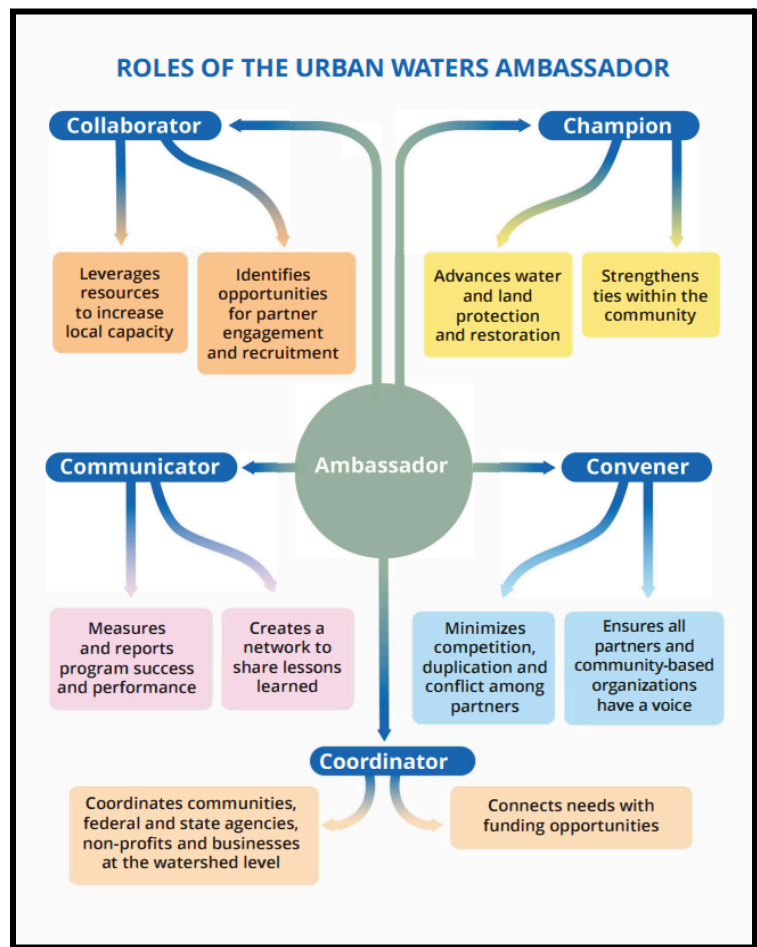 ROLES OF THE URBAN WATERS AMBASSADOR
Collaborator
Leverages
resources
to increase
local capacity
Identifies
opportunities
for partner
engagement
and recruitment
Champion
Advances water
and land
protection
and restoration
Strengthens
ties within the
community
Ambassador
Communicator
Measures
and reports
program success
and performance
Creates a
network to
share lessons
learned
Convener
Minimizes
competition,
duplication and
conflict among
partners
Ensures all
partners and
community-based
organizations
have a voice
Coordinator
Coordinates communities,
federal and state agencies,
non-profits and businesses
at the watershed level
Connects needs with
funding opportunities